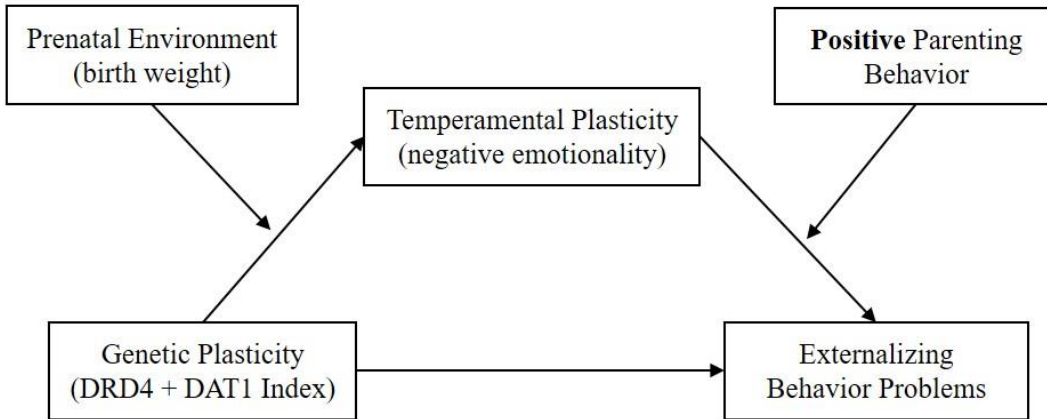 Prenatal Environment
(birth weight)
Positive Parenting
Behavior
Temperamental Plasticity
(negative emotionality)
Genetic Plasticity
(DRD4 + DAT1 Index)
Externalizing
Behavior Problems